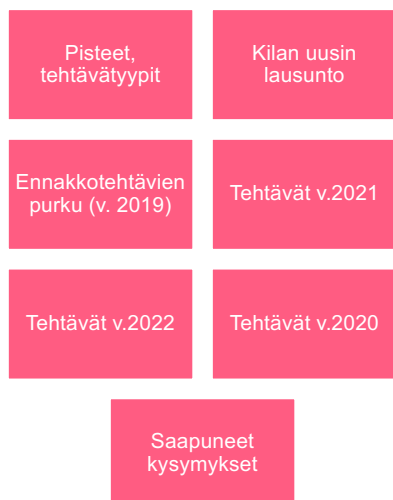 Pisteet,
tehtävätyypit
Kilan uusin
lausunto
Ennakkotehtävien
purku (v. 2019)
Tehtävät v.2021
Tehtävät v.2022
Tehtävät v.2020
Saapuneet
kysymykset